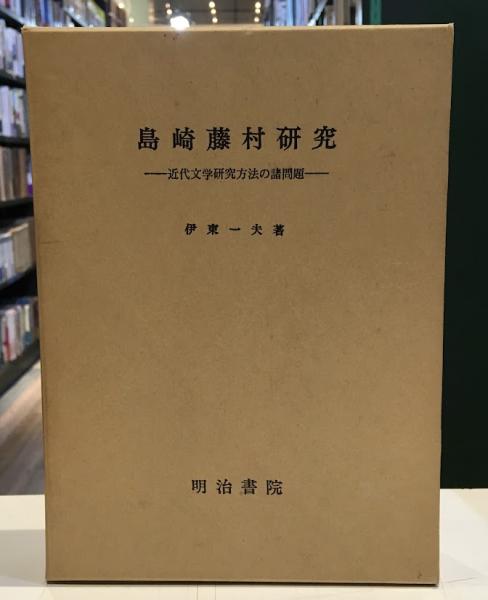 島崎藤村研究
──近代文学研究方法の諸問題──
伊東一夫著
明治書院